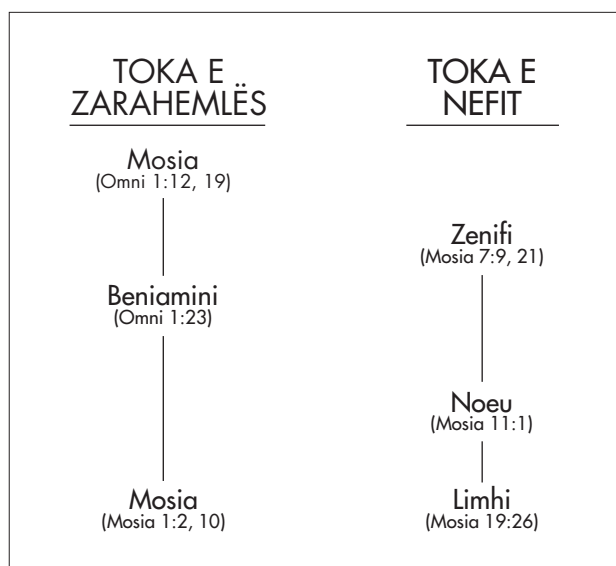 TOKA E
ZARAHEMLËS
Mosia
(Omni 1:12, 19)
Beniamini
(Omni 1:23)
Mosia
(Mosia 1:2, 10)
TOKA E
NEFIT
Zenifi
(Mosia 7:9, 21)
Noeu
(Mosia 11:1)
Limhi
(Mosia 19:26)